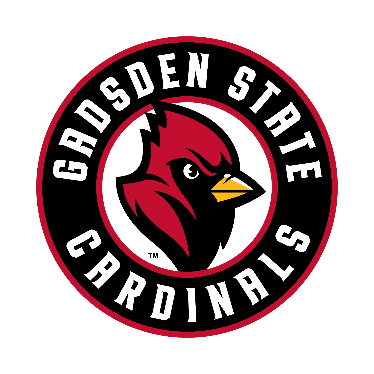 GADSDEN STATE
CARDINALS
TM